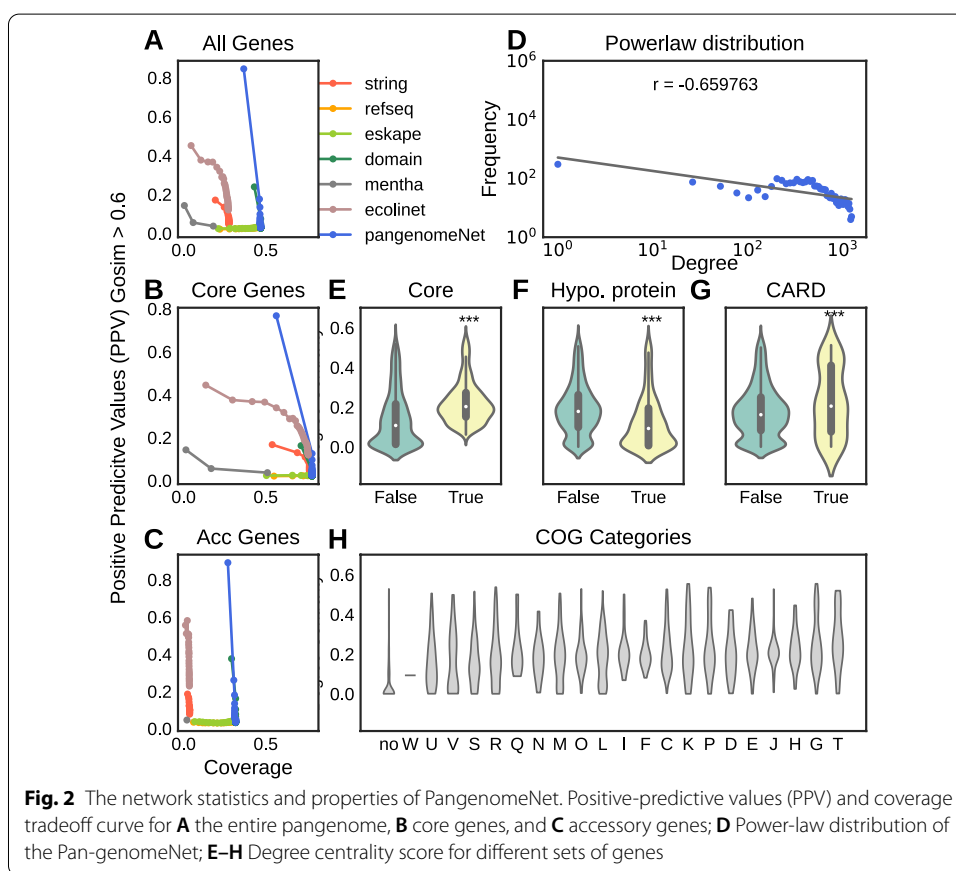 A All Genes
0.8
0.6
0.4
0.2
0.0
0.0 0.5
string
refseq
eskape
domain
mentha
ecolinet
pangenomeNet
D Powerlaw distribution
r = -0.659763
Frequency
10^6
10^4
10^2
10^0
10^0 10^1 10^2 10^3
Degree
Positive Predicitve Values (PPV) Gosim > 0.6
B Core Genes
0.8
0.6
0.4
0.2
0.0
0.0 0.5
E Core
0.6
0.4
0.2
0.0
***
False True
F Hypo. protein
***
False True
G CARD
***
False True
C Acc Genes
0.8
0.6
0.4
0.2
0.0
0.0 0.5
Coverage
H COG Categories
0.6
0.4
0.2
0.0
no W U V S R Q N M O L I F C K P D E J H G T
Fig. 2 The network statistics and properties of PangenomeNet. Positive-predictive values (PPV) and coverage
tradeoff curve for A the entire pangenome, B core genes, and C accessory genes; D Power-law distribution of
the Pan-genomeNet; E–H Degree centrality score for different sets of genes